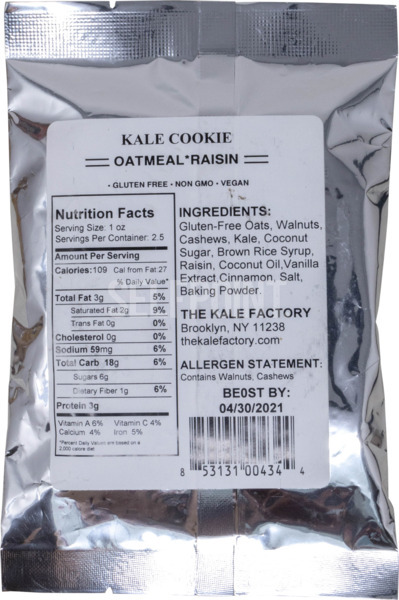 KALE COOKIE
OATMEAL*RAISIN
• GLUTEN FREE • NON GMO • VEGAN
Nutrition Facts
Serving Size: 1 oz
Servings Per Container: 2.5
Amount Per Serving
Calories:109 Cal from Fat 27
% Daily Value*
Total Fat 3g 5%
Saturated Fat 2g 9%
Trans Fat 0g 0%
Cholesterol 0g 0%
Sodium 59mg 6%
Total Carb 18g 6%
Sugars 6g
Dietary Fiber 1g 6%
Protein 3g
Vitamin A 6% Vitamin C 4%
Calcium 4% Iron 5%
*Percent Daily Values are based on a
2,000 calorie diet
INGREDIENTS:
Gluten-Free Oats, Walnuts,
Cashews, Kale, Coconut
Sugar, Brown Rice Syrup,
Raisin, Coconut Oil,Vanilla
Extract,Cinnamon, Salt,
Baking Powder.
THE KALE FACTORY
Brooklyn, NY 11238
thekalefactory.com
ALLERGEN STATEMENT:
Contains Walnuts, Cashews
BE0ST BY:
04/30/2021
8 53131 00434 4